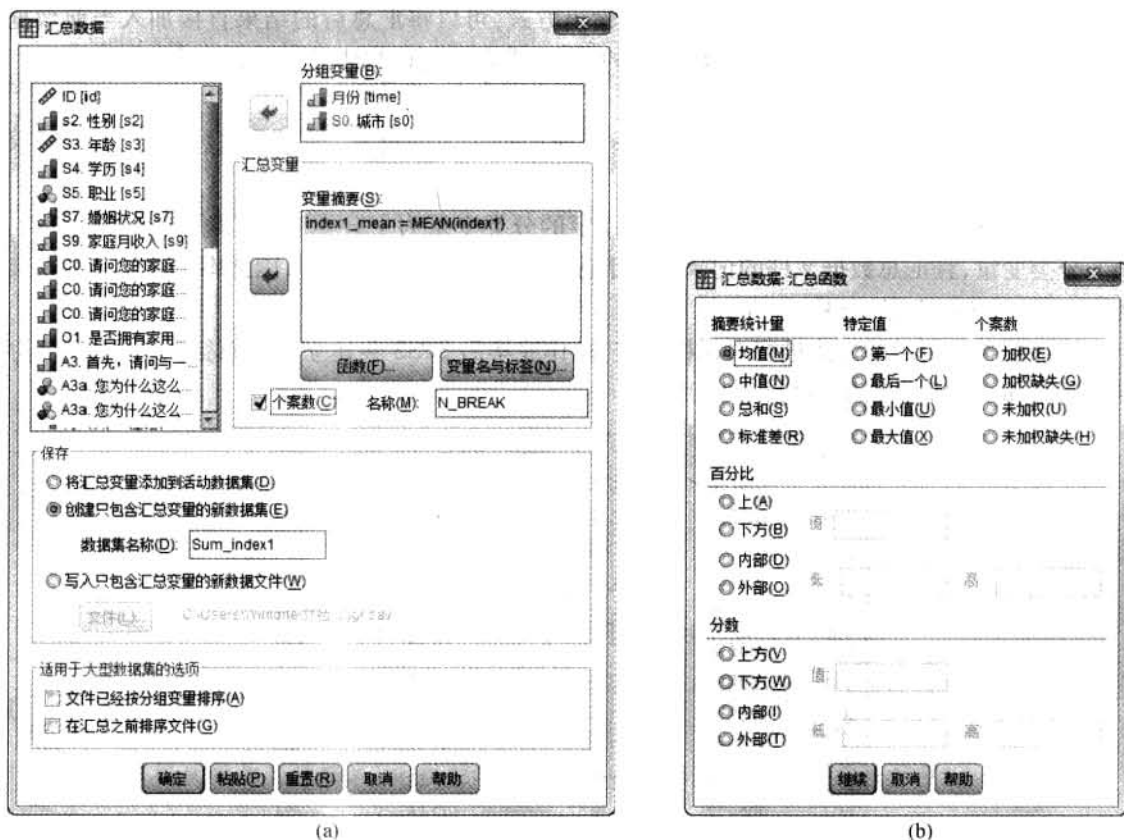 汇总数据
ID [id]
s2. 性别 [s2]
S3. 年龄 [s3]
S4. 学历 [s4]
S5. 职业 [s5]
S7. 婚姻状况 [s7]
S9. 家庭月收入 [s9]
C0. 请问您的家庭...
C0. 请问您的家庭...
C0. 请问您的家庭...
O1. 是否拥有家用...
A3. 首先，请问与一...
A3a. 您为什么这么...
A3a. 您为什么这么...
分组变量(B):
月份 [time]
S0. 城市 [s0]
汇总变量
变量摘要(S):
index1_mean = MEAN(index1)
函数(F)... 变量名与标签(N)...
个案数(C) 名称(M): N_BREAK
保存
将汇总变量添加到活动数据集(D)
创建只包含汇总变量的新数据集(E)
数据集名称(D): Sum_index1
写入只包含汇总变量的新数据文件(W)
文件(L)...
适用于大型数据集的选项
文件已经按分组变量排序(A)
在汇总之前排序文件(G)
确定 粘贴(P) 重置(R) 取消 帮助
(a)
汇总数据: 汇总函数
摘要统计量 特定值 个案数
均值(M) 第一个(F) 加权(E)
中值(N) 最后一个(L) 加权缺失(G)
总和(S) 最小值(U) 未加权(U)
标准差(R) 最大值(X) 未加权缺失(H)
百分比
上(A)
下方(B) 值:
内部(D)
外部(O) 低: 高:
分数
上方(V)
下方(W) 值:
内部(I)
外部(T) 低: 高:
继续 取消 帮助
(b)